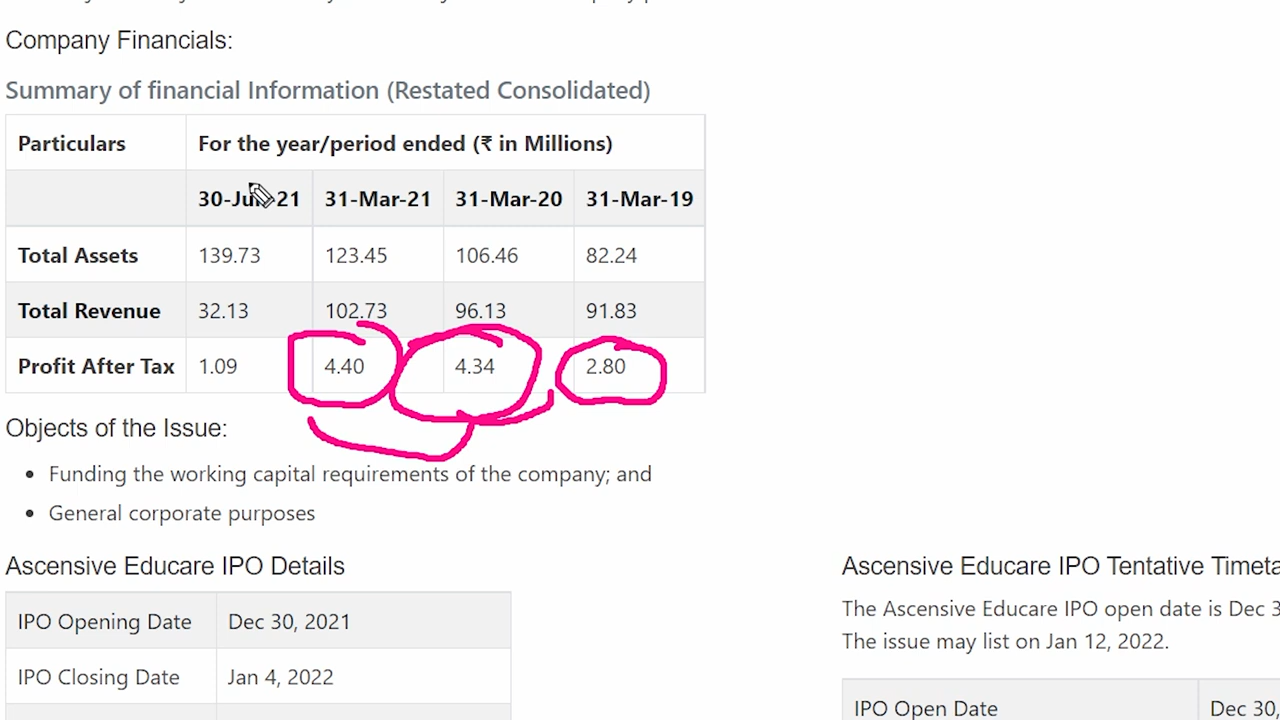 Company Financials:
Summary of financial Information (Restated Consolidated)
Particulars For the year/period ended (₹ in Millions)
31-Mar-21 31-Mar-20 31-Mar-19
Total Assets 139.73 123.45 106.46 82.24
Total Revenue 32.13 102.73 96.13 91.83
Profit After Tax 1.09 4.40 4.34 2.80
Objects of the Issue:
Funding the working capital requirements of the company; and
General corporate purposes
Ascensive Educare IPO Details
IPO Opening Date Dec 30, 2021
IPO Closing Date Jan 4, 2022
Ascensive Educare IPO Tentative
The Ascensive Educare IPO open date is Dec
The issue may list on Jan 12, 2022.
IPO Open Date Dec 30,